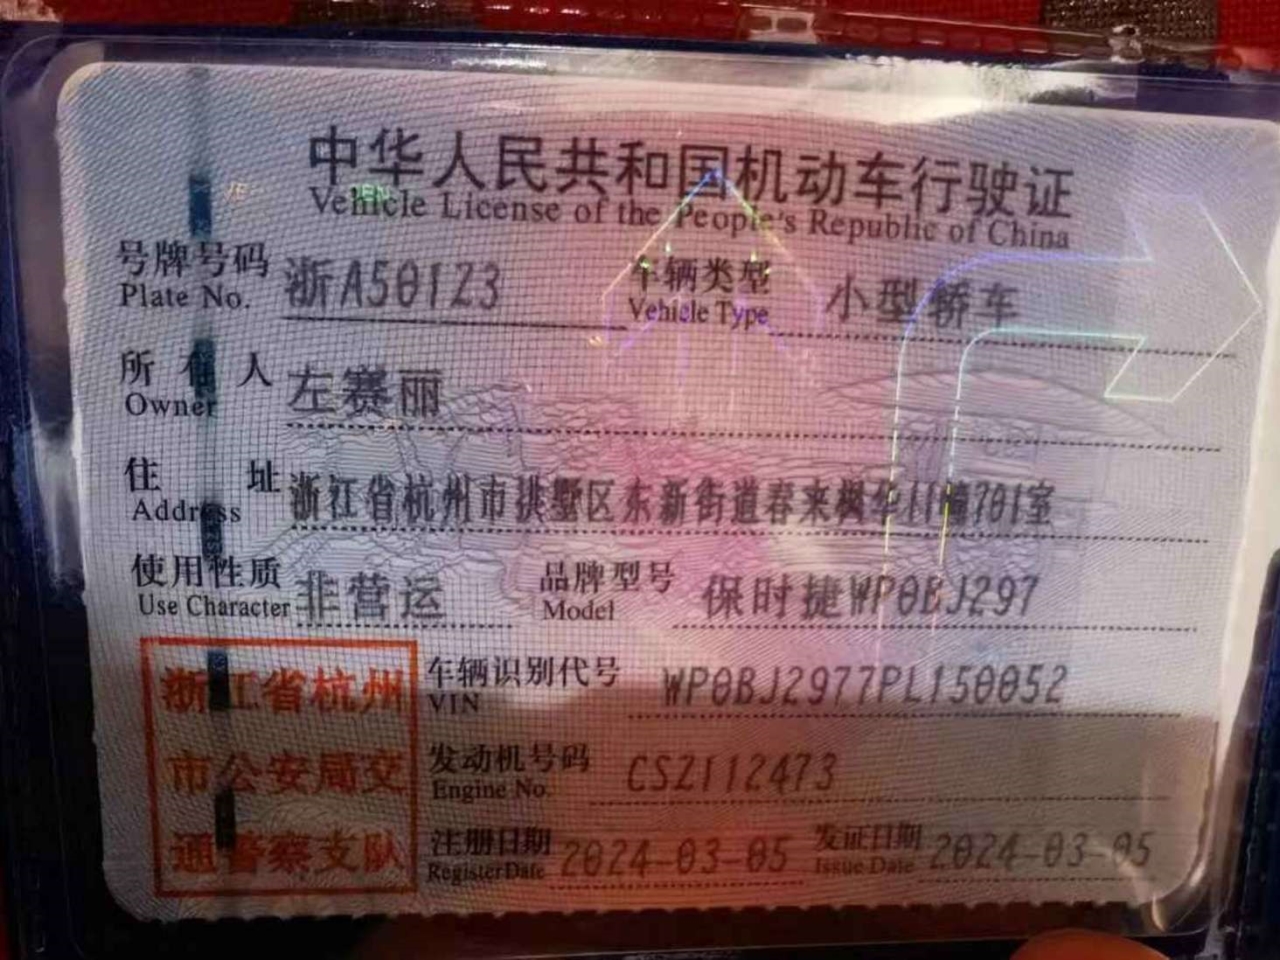 中华人民共和国机动车行驶证
Vehicle License of the People's Republic of China
号牌号码 浙A50123 车辆类型 小型轿车
Plate No. Vehicle Type
所有人 左赛丽
Owner
住址 浙江省杭州市拱墅区东新街道春来枫华11幢701室
Address
使用性质 非营运 品牌型号 保时捷WP0BJ297
Use Character Model
浙江省杭州
市公安局交
通警察支队
车辆识别代号 WP0BJ2977PL150052
VIN
发动机号码 CSZ112473
Engine No.
注册日期 2024-03-05 发证日期 2024-03-05
Register Date Issue Date